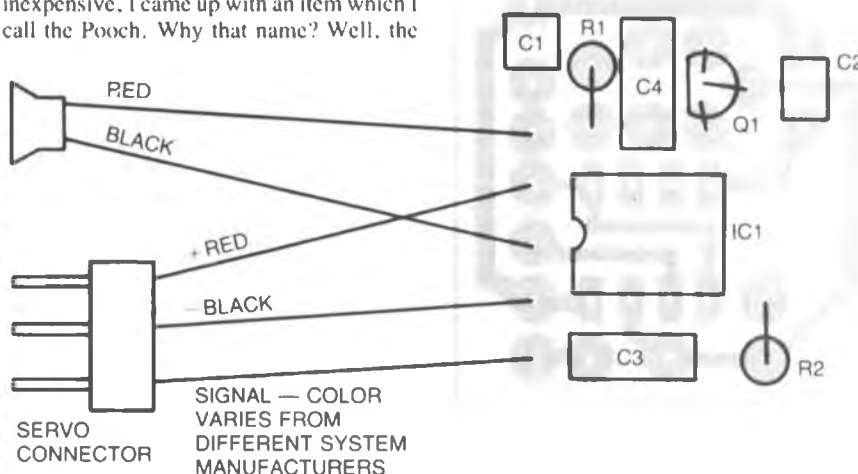 inexpensive, I came up with an item which I
call the Pooch. Why that name? Well, the
RED
BLACK
+ RED
– BLACK
SIGNAL — COLOR
VARIES FROM
DIFFERENT SYSTEM
MANUFACTURERS
SERVO
CONNECTOR
C1
R1
C4
Q1
C2
IC1
C3
R2